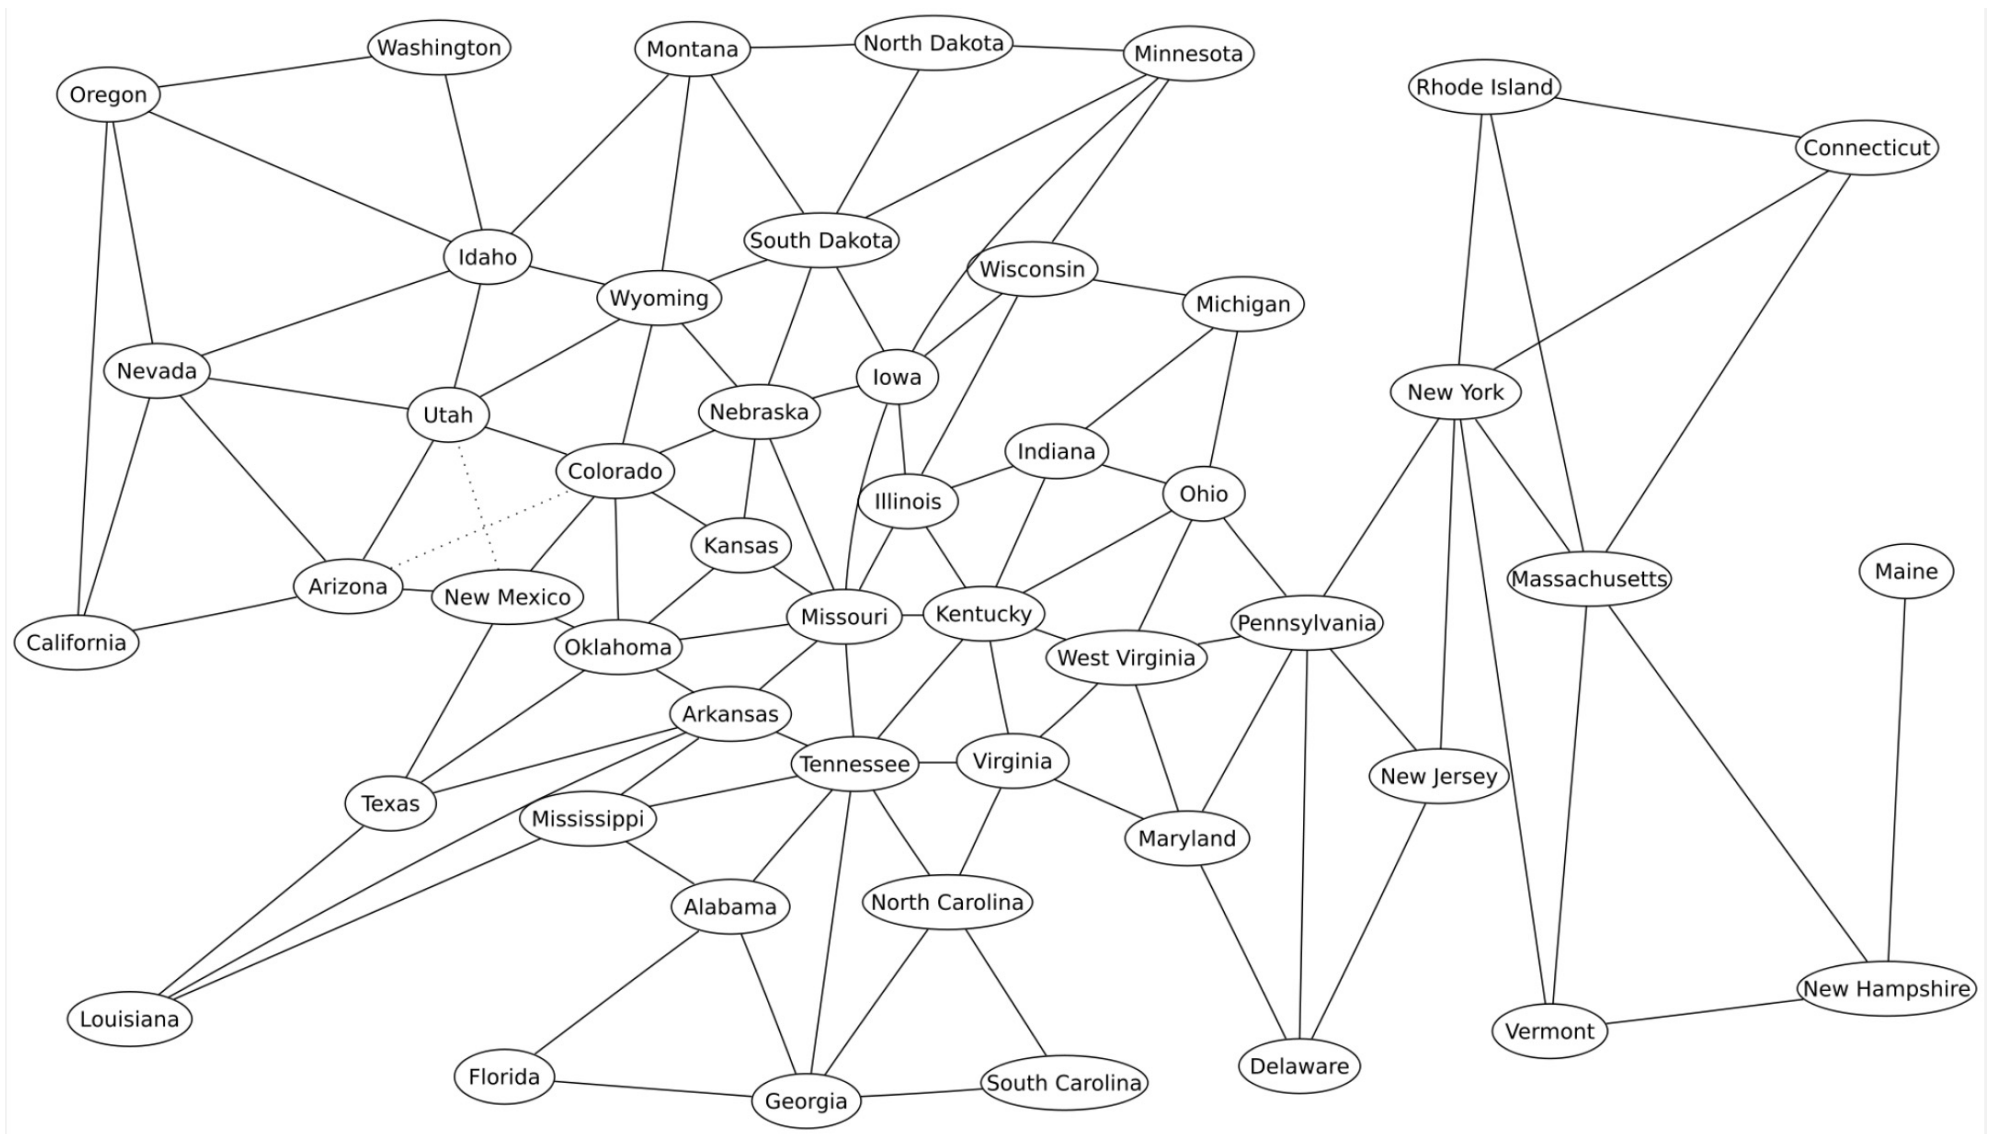 Washington
Montana
North Dakota
Minnesota
Oregon
Rhode Island
Connecticut
South Dakota
Idaho
Wisconsin
Wyoming
Michigan
Nevada
Iowa
New York
Utah
Nebraska
Indiana
Colorado
Illinois
Ohio
Kansas
Maine
Massachusetts
Arizona
New Mexico
Missouri
Kentucky
Pennsylvania
California
Oklahoma
West Virginia
Arkansas
Tennessee
Virginia
New Jersey
Texas
Mississippi
Maryland
Alabama
North Carolina
New Hampshire
Louisiana
Vermont
Delaware
Florida
South Carolina
Georgia